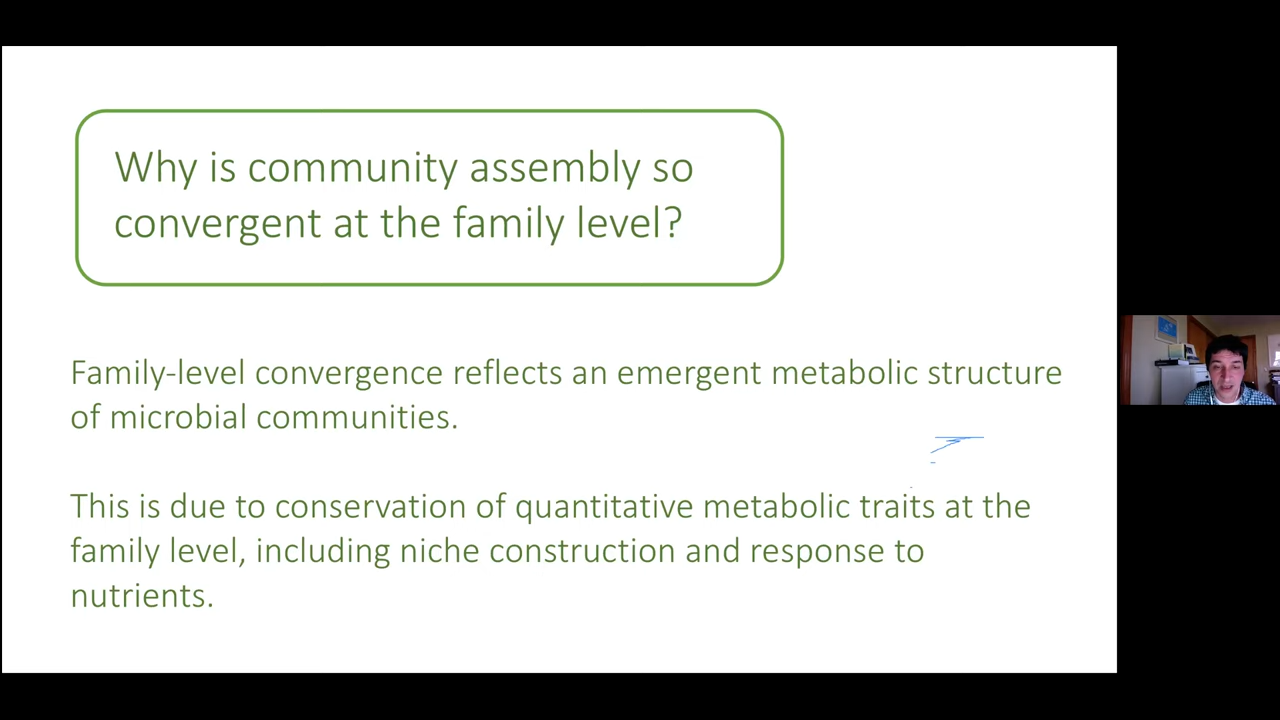 Why is community assembly so
convergent at the family level?
Family-level convergence reflects an emergent metabolic structure
of microbial communities.
This is due to conservation of quantitative metabolic traits at the
family level, including niche construction and response to
nutrients.